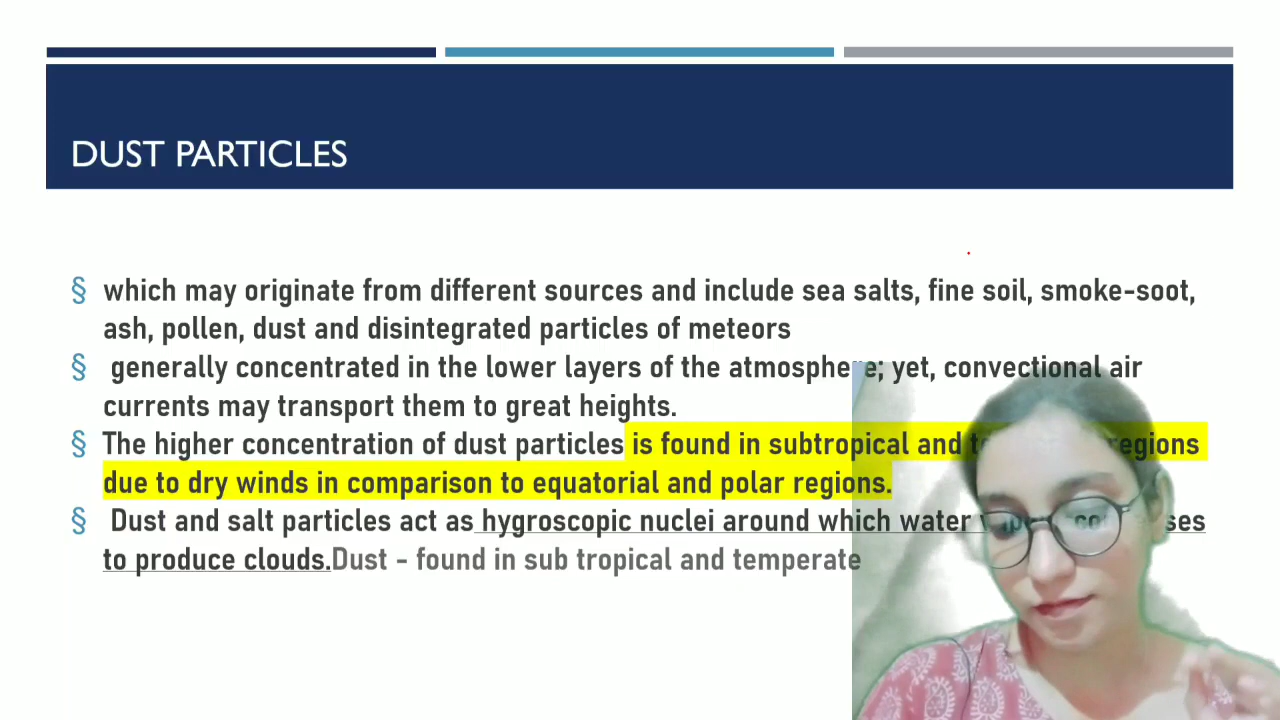 DUST PARTICLES
§ which may originate from different sources and include sea salts, fine soil, smoke-soot,
ash, pollen, dust and disintegrated particles of meteors
§ generally concentrated in the lower layers of the atmosphere; yet, convectional air
currents may transport them to great heights.
§ The higher concentration of dust particles is found in subtropical and regions
due to dry winds in comparison to equatorial and polar regions.
§ Dust and salt particles act as hygroscopic nuclei around which water
to produce clouds.Dust - found in sub tropical and temperate